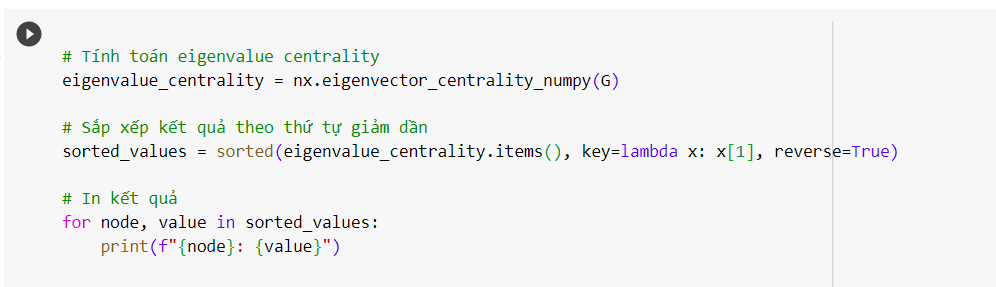 # Tính toán eigenvalue centrality
eigenvalue_centrality = nx.eigenvector_centrality_numpy(G)
# Sắp xếp kết quả theo thứ tự giảm dần
sorted_values = sorted(eigenvalue_centrality.items(), key=lambda x: x[1], reverse=True)
# In kết quả
for node, value in sorted_values:
    print(f"{node}: {value}")